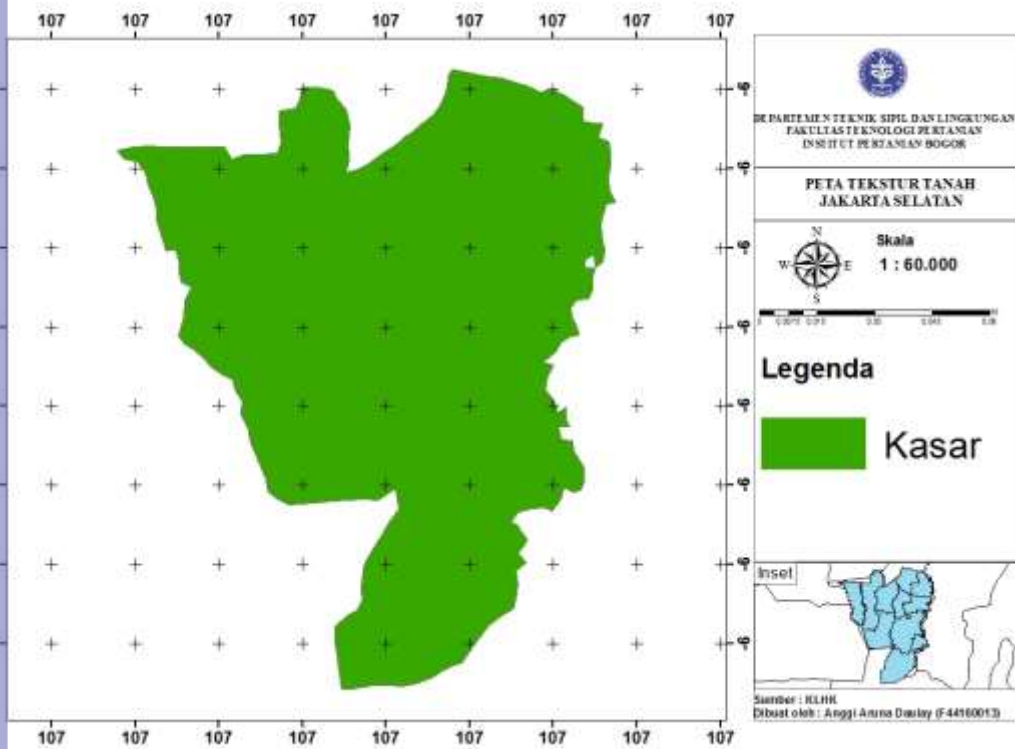 107 107 107 107 107 107 107 107 107
-6
-6
-6
-6
-6
-6
-6
-6
107 107 107 107 107 107 107 107 107
DEPARTEMEN TEKNIK SIPIL DAN LINGKUNGAN
FAKULTAS TEKNOLOGI PERTANIAN
INSTITUT PERTANIAN BOGOR
PETA TEKSTUR TANAH
JAKARTA SELATAN
N
W E
S
Skala
1 : 60.000
Legenda
Kasar
Inset
Sumber : KLHK
Dibuat oleh : Anggi Aruna Daulay (F44160013)